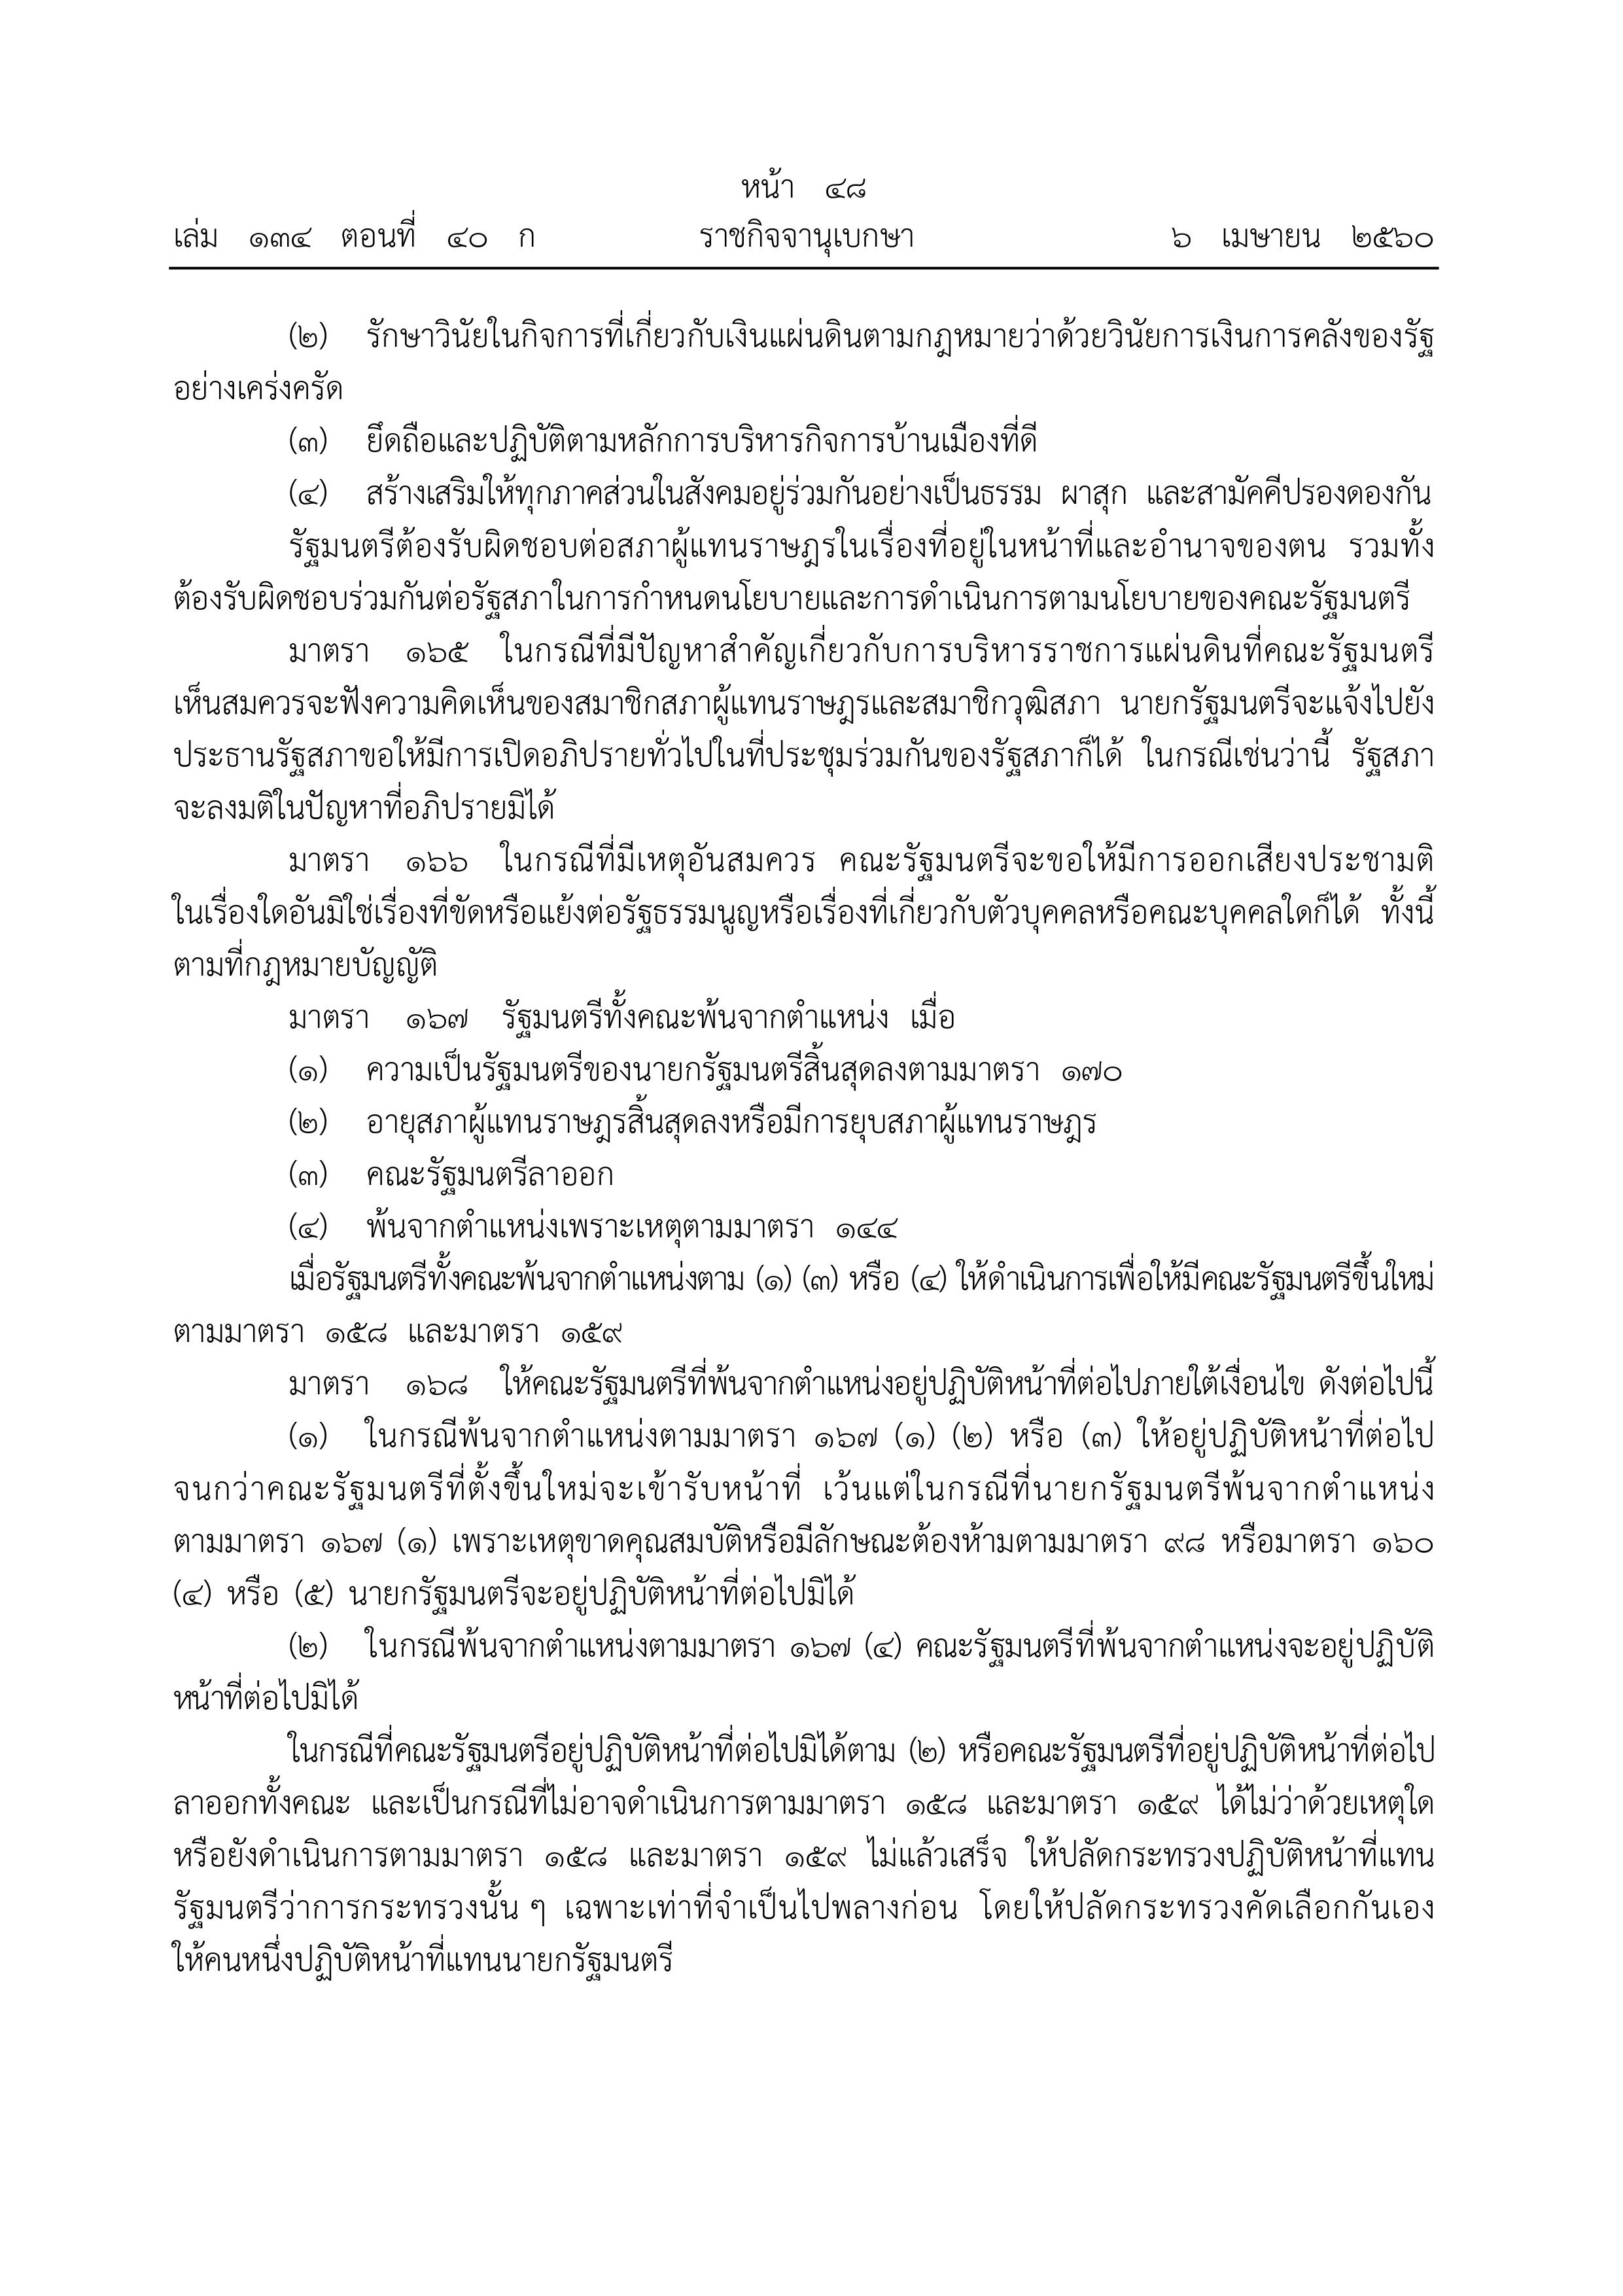 หน้า ๔๘
เล่ม ๑๓๔ ตอนที่ ๔๐ ก ราชกิจจานุเบกษา ๖ เมษายน ๒๕๖๐
(๒) รักษาวินัยในกิจการที่เกี่ยวกับเงินแผ่นดินตามกฎหมายว่าด้วยวินัยการเงินการคลังของรัฐ
อย่างเคร่งครัด
(๓) ยึดถือและปฏิบัติตามหลักการบริหารกิจการบ้านเมืองที่ดี
(๔) สร้างเสริมให้ทุกภาคส่วนในสังคมอยู่ร่วมกันอย่างเป็นธรรม ผาสุก และสามัคคีปรองดองกัน
รัฐมนตรีต้องรับผิดชอบต่อสภาผู้แทนราษฎรในเรื่องที่อยู่ในหน้าที่และอำนาจของตน รวมทั้ง
ต้องรับผิดชอบร่วมกันต่อรัฐสภาในการกำหนดนโยบายและการดำเนินการตามนโยบายของคณะรัฐมนตรี
มาตรา ๑๖๕ ในกรณีที่มีปัญหาสำคัญเกี่ยวกับการบริหารราชการแผ่นดินที่คณะรัฐมนตรี
เห็นสมควรจะฟังความคิดเห็นของสมาชิกสภาผู้แทนราษฎรและสมาชิกวุฒิสภา นายกรัฐมนตรีจะแจ้งไปยัง
ประธานรัฐสภาขอให้มีการเปิดอภิปรายทั่วไปในที่ประชุมร่วมกันของรัฐสภาก็ได้ ในกรณีเช่นว่านี้ รัฐสภา
จะลงมติในปัญหาที่อภิปรายมิได้
มาตรา ๑๖๖ ในกรณีที่มีเหตุอันสมควร คณะรัฐมนตรีจะขอให้มีการออกเสียงประชามติ
ในเรื่องใดอันมิใช่เรื่องที่ขัดหรือแย้งต่อรัฐธรรมนูญหรือเรื่องที่เกี่ยวกับตัวบุคคลหรือคณะบุคคลใดก็ได้ ทั้งนี้
ตามที่กฎหมายบัญญัติ
มาตรา ๑๖๗ รัฐมนตรีทั้งคณะพ้นจากตำแหน่ง เมื่อ
(๑) ความเป็นรัฐมนตรีของนายกรัฐมนตรีสิ้นสุดลงตามมาตรา ๑๗๐
(๒) อายุสภาผู้แทนราษฎรสิ้นสุดลงหรือมีการยุบสภาผู้แทนราษฎร
(๓) คณะรัฐมนตรีลาออก
(๔) พ้นจากตำแหน่งเพราะเหตุตามมาตรา ๑๔๔
เมื่อรัฐมนตรีทั้งคณะพ้นจากตำแหน่งตาม (๑) (๓) หรือ (๔) ให้ดำเนินการเพื่อให้มีคณะรัฐมนตรีขึ้นใหม่
ตามมาตรา ๑๕๘ และมาตรา ๑๕๙
มาตรา ๑๖๘ ให้คณะรัฐมนตรีที่พ้นจากตำแหน่งอยู่ปฏิบัติหน้าที่ต่อไปภายใต้เงื่อนไข ดังต่อไปนี้
(๑) ในกรณีพ้นจากตำแหน่งตามมาตรา ๑๖๗ (๑) (๒) หรือ (๓) ให้อยู่ปฏิบัติหน้าที่ต่อไป
จนกว่าคณะรัฐมนตรีที่ตั้งขึ้นใหม่จะเข้ารับหน้าที่ เว้นแต่ในกรณีที่นายกรัฐมนตรีพ้นจากตำแหน่ง
ตามมาตรา ๑๖๗ (๑) เพราะเหตุขาดคุณสมบัติหรือมีลักษณะต้องห้ามตามมาตรา ๙๘ หรือมาตรา ๑๖๐
(๔) หรือ (๕) นายกรัฐมนตรีจะอยู่ปฏิบัติหน้าที่ต่อไปมิได้
(๒) ในกรณีพ้นจากตำแหน่งตามมาตรา ๑๖๗ (๔) คณะรัฐมนตรีที่พ้นจากตำแหน่งจะอยู่ปฏิบัติ
หน้าที่ต่อไปมิได้
ในกรณีที่คณะรัฐมนตรีอยู่ปฏิบัติหน้าที่ต่อไปมิได้ตาม (๒) หรือคณะรัฐมนตรีที่อยู่ปฏิบัติหน้าที่ต่อไป
ลาออกทั้งคณะ และเป็นกรณีที่ไม่อาจดำเนินการตามมาตรา ๑๕๘ และมาตรา ๑๕๙ ได้ไม่ว่าด้วยเหตุใด
หรือยังดำเนินการตามมาตรา ๑๕๘ และมาตรา ๑๕๙ ไม่แล้วเสร็จ ให้ปลัดกระทรวงปฏิบัติหน้าที่แทน
รัฐมนตรีว่าการกระทรวงนั้น ๆ เฉพาะเท่าที่จำเป็นไปพลางก่อน โดยให้ปลัดกระทรวงคัดเลือกกันเอง
ให้คนหนึ่งปฏิบัติหน้าที่แทนนายกรัฐมนตรี